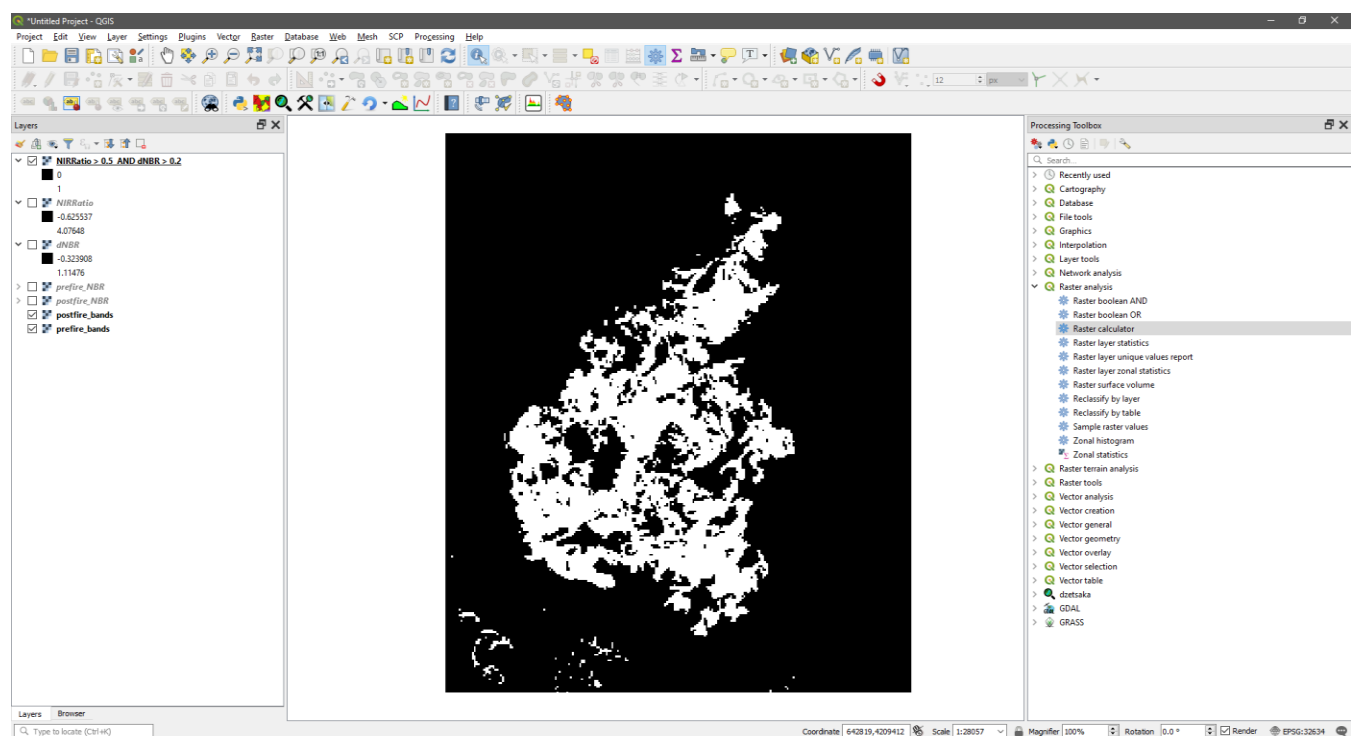 *Untitled Project - QGIS
Project Edit View Layer Settings Plugins Vector Raster Database Web Mesh SCP Processing Help
12 px
Layers
NIRRatio > 0.5 AND dNBR > 0.2
0
1
NIRRatio
-0.625537
4.07648
dNBR
-0.323908
1.11476
prefire_NBR
postfire_NBR
postfire_bands
prefire_bands
Processing Toolbox
Search...
Recently used
Cartography
Database
File tools
Graphics
Interpolation
Layer tools
Network analysis
Raster analysis
Raster boolean AND
Raster boolean OR
Raster calculator
Raster layer statistics
Raster layer unique values report
Raster layer zonal statistics
Raster surface volume
Reclassify by layer
Reclassify by table
Sample raster values
Zonal histogram
Zonal statistics
Raster terrain analysis
Raster tools
Vector analysis
Vector creation
Vector general
Vector geometry
Vector overlay
Vector selection
Vector table
dzetsaka
GDAL
GRASS
Layers Browser
Type to locate (Ctrl+K) Coordinate 642819,4209412 Scale 1:28057 Magnifier 100% Rotation 0.0 ° Render EPSG:32634